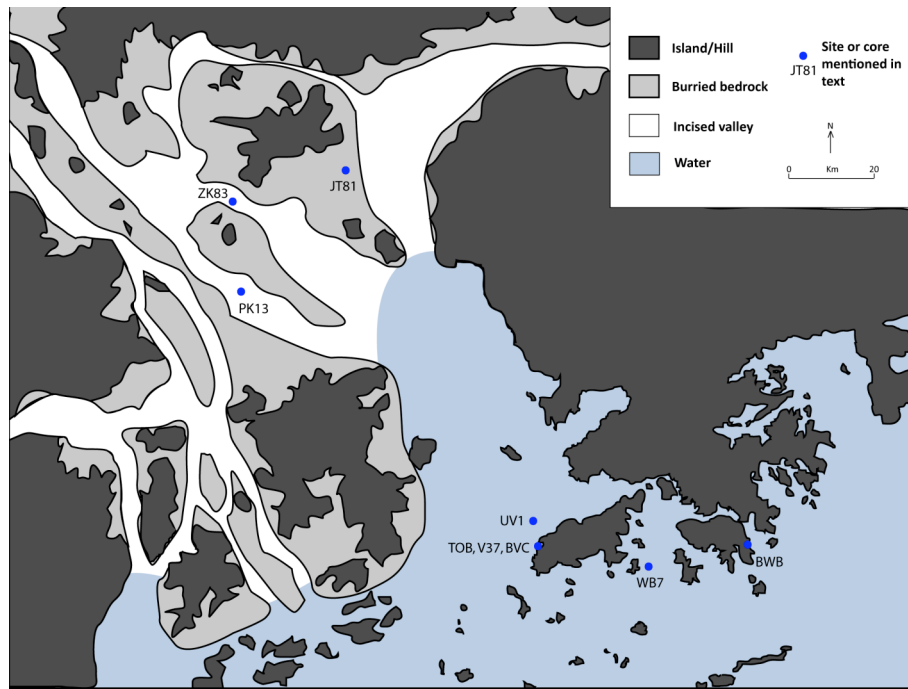 Island/Hill
Burried bedrock
Incised valley
Water
JT81
Site or core
mentioned in
text
N
0 Km 20
ZK83
JT81
PK13
UV1
TOB, V37, BVC
WB7
BWB